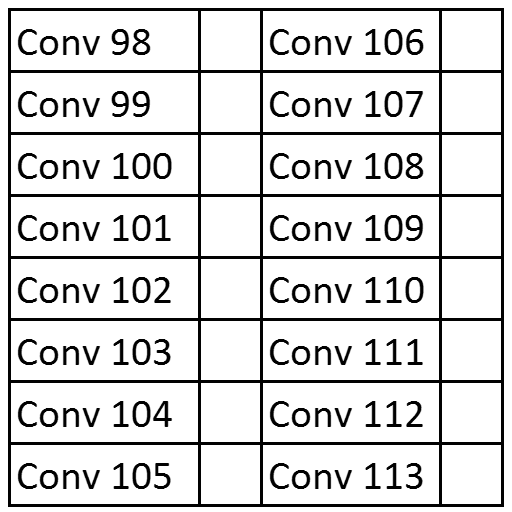 Conv 98 Conv 106
Conv 99 Conv 107
Conv 100 Conv 108
Conv 101 Conv 109
Conv 102 Conv 110
Conv 103 Conv 111
Conv 104 Conv 112
Conv 105 Conv 113